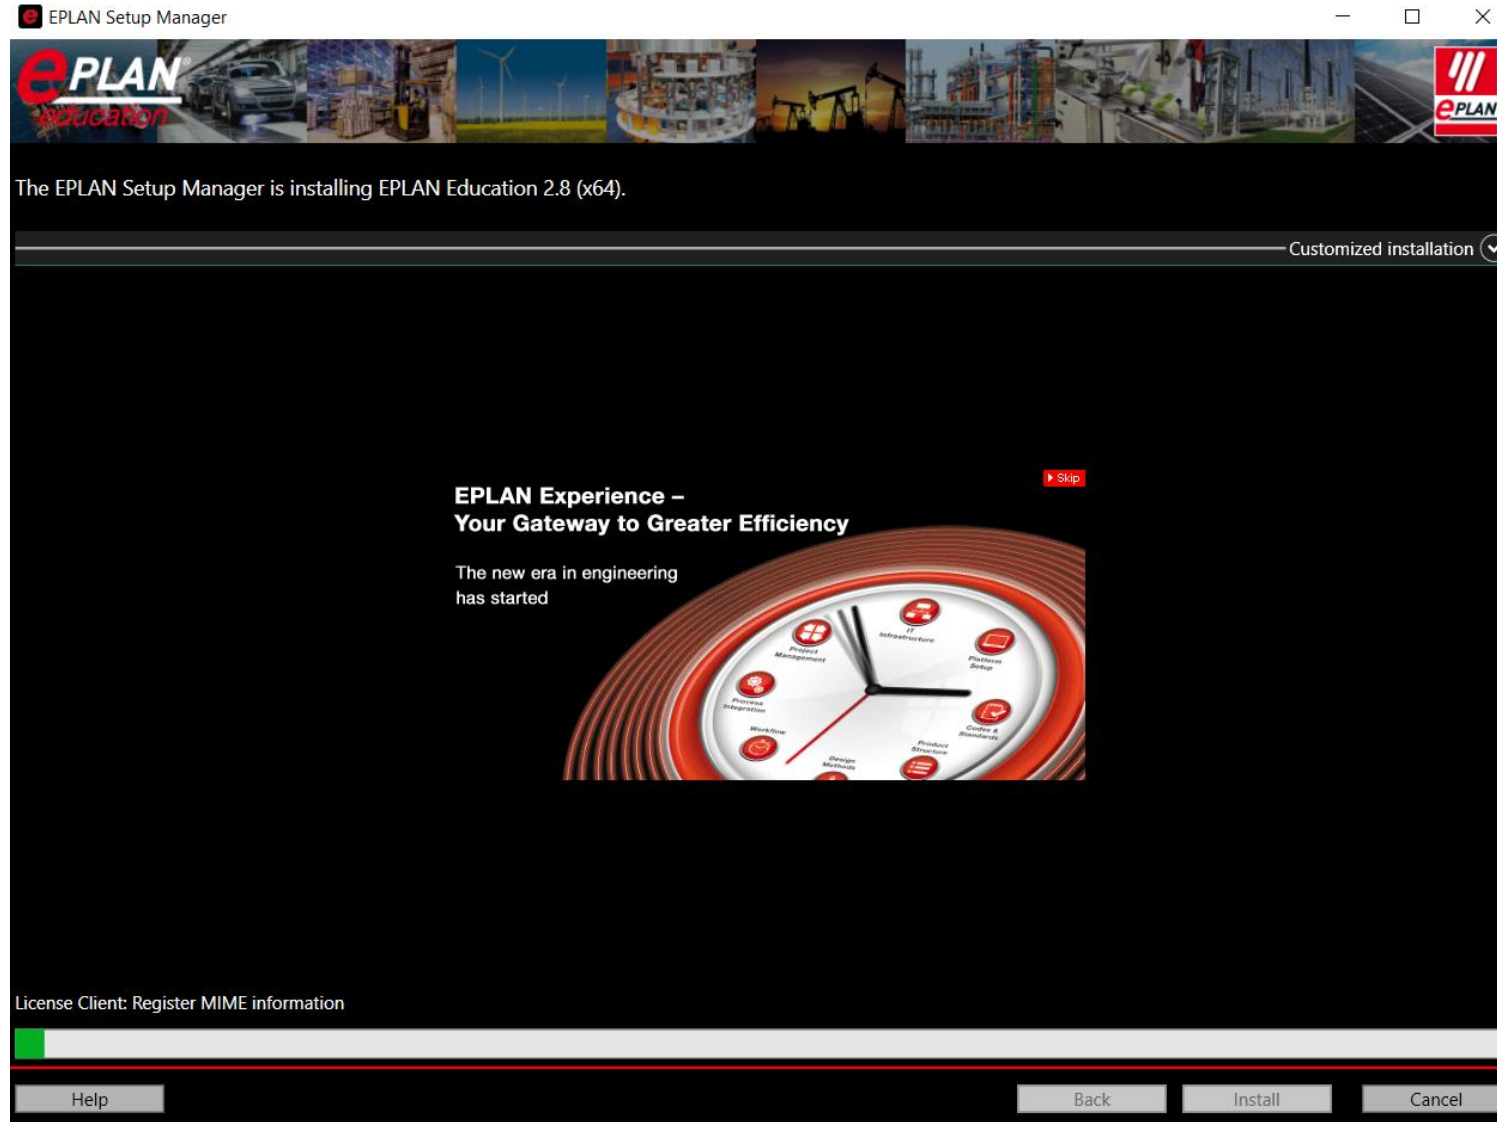 EPLAN Setup Manager
ePLAN®
education
ePLAN
The EPLAN Setup Manager is installing EPLAN Education 2.8 (x64).
Customized installation
Skip
EPLAN Experience –
Your Gateway to Greater Efficiency
The new era in engineering
has started
IT
Infrastructure
Project
Management
Platform
Setup
Process
Integration
Codes &
Standards
Workflow
Product
Structure
Design
Methods
License Client: Register MIME information
Help
Back
Install
Cancel